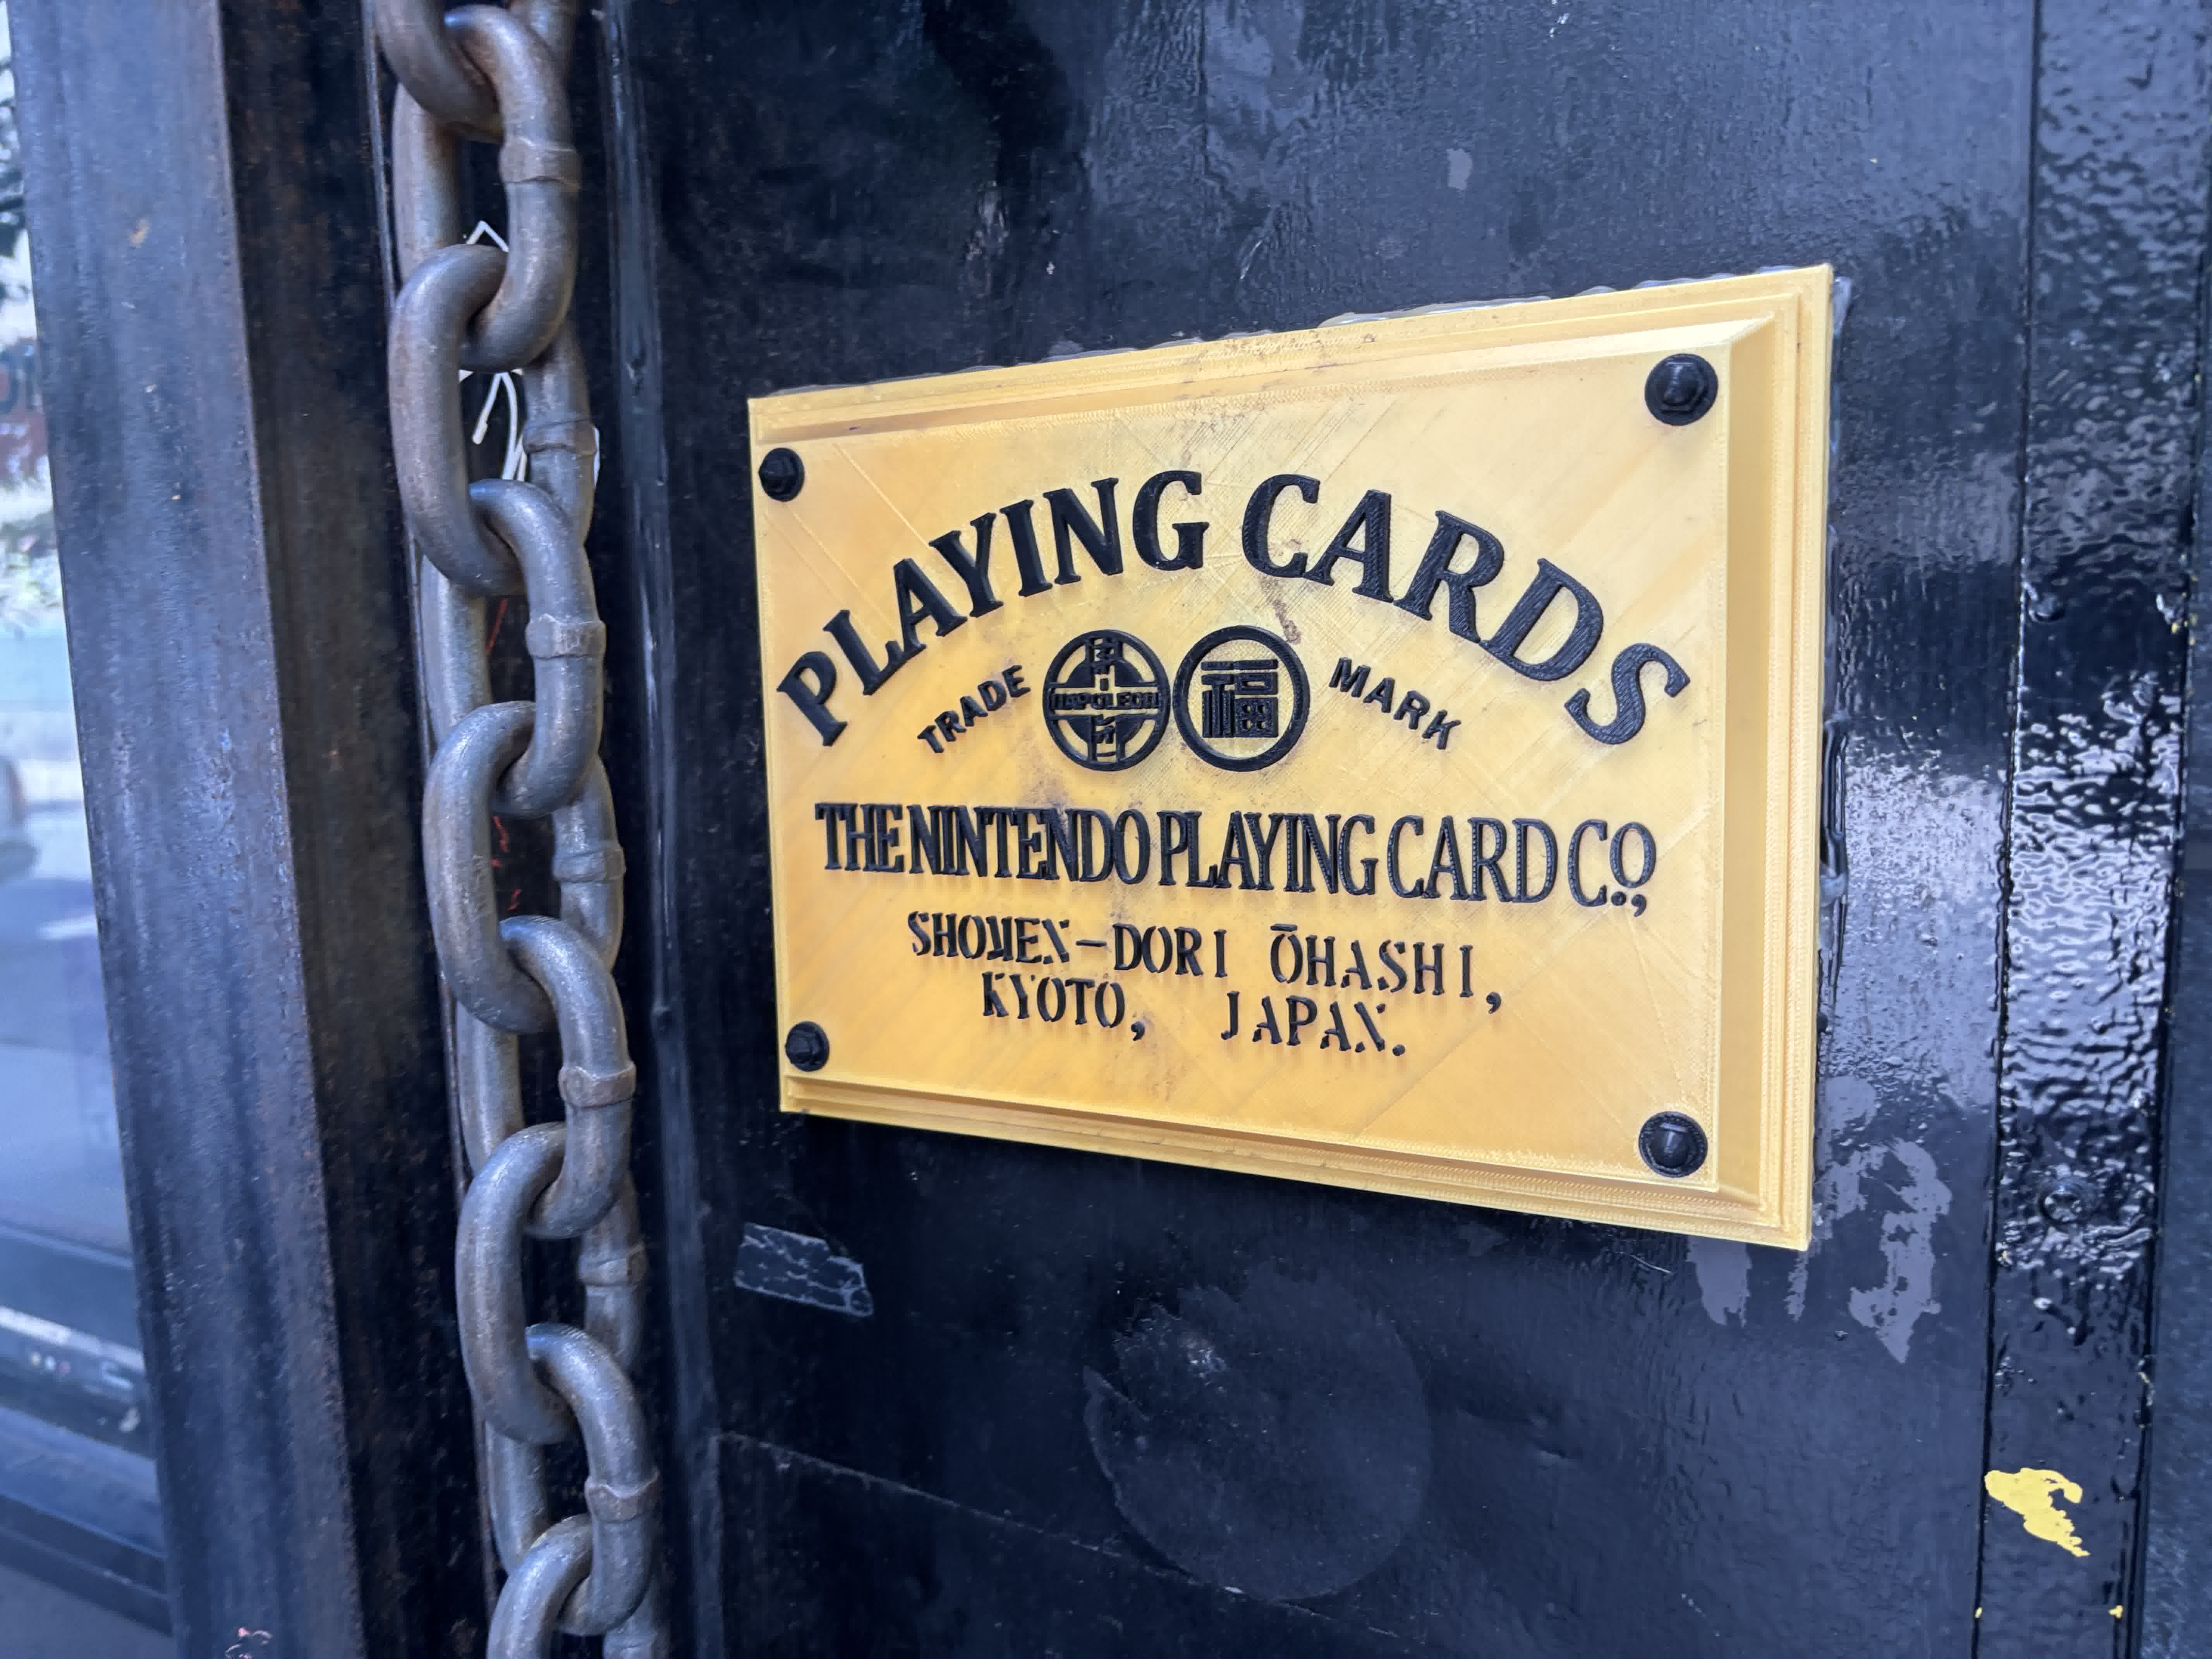 PLAYING CARDS
TRADE NAPOLEON 福 MARK
THE NINTENDO PLAYING CARD CO.,
SHOMEN-DORI ŌHASHI,
KYOTO, JAPAN.